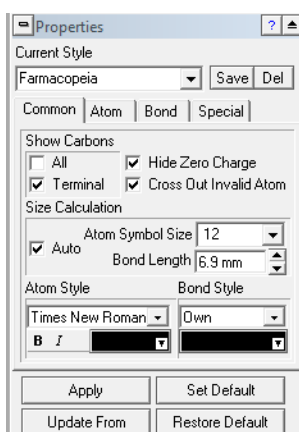 Properties ?
Current Style
Farmacopeia Save Del
Common Atom Bond Special
Show Carbons
All Hide Zero Charge
Terminal Cross Out Invalid Atom
Size Calculation
Auto Atom Symbol Size 12
Bond Length 6.9 mm
Atom Style Bond Style
Times New Roman Own
B I
Apply Set Default
Update From Restore Default